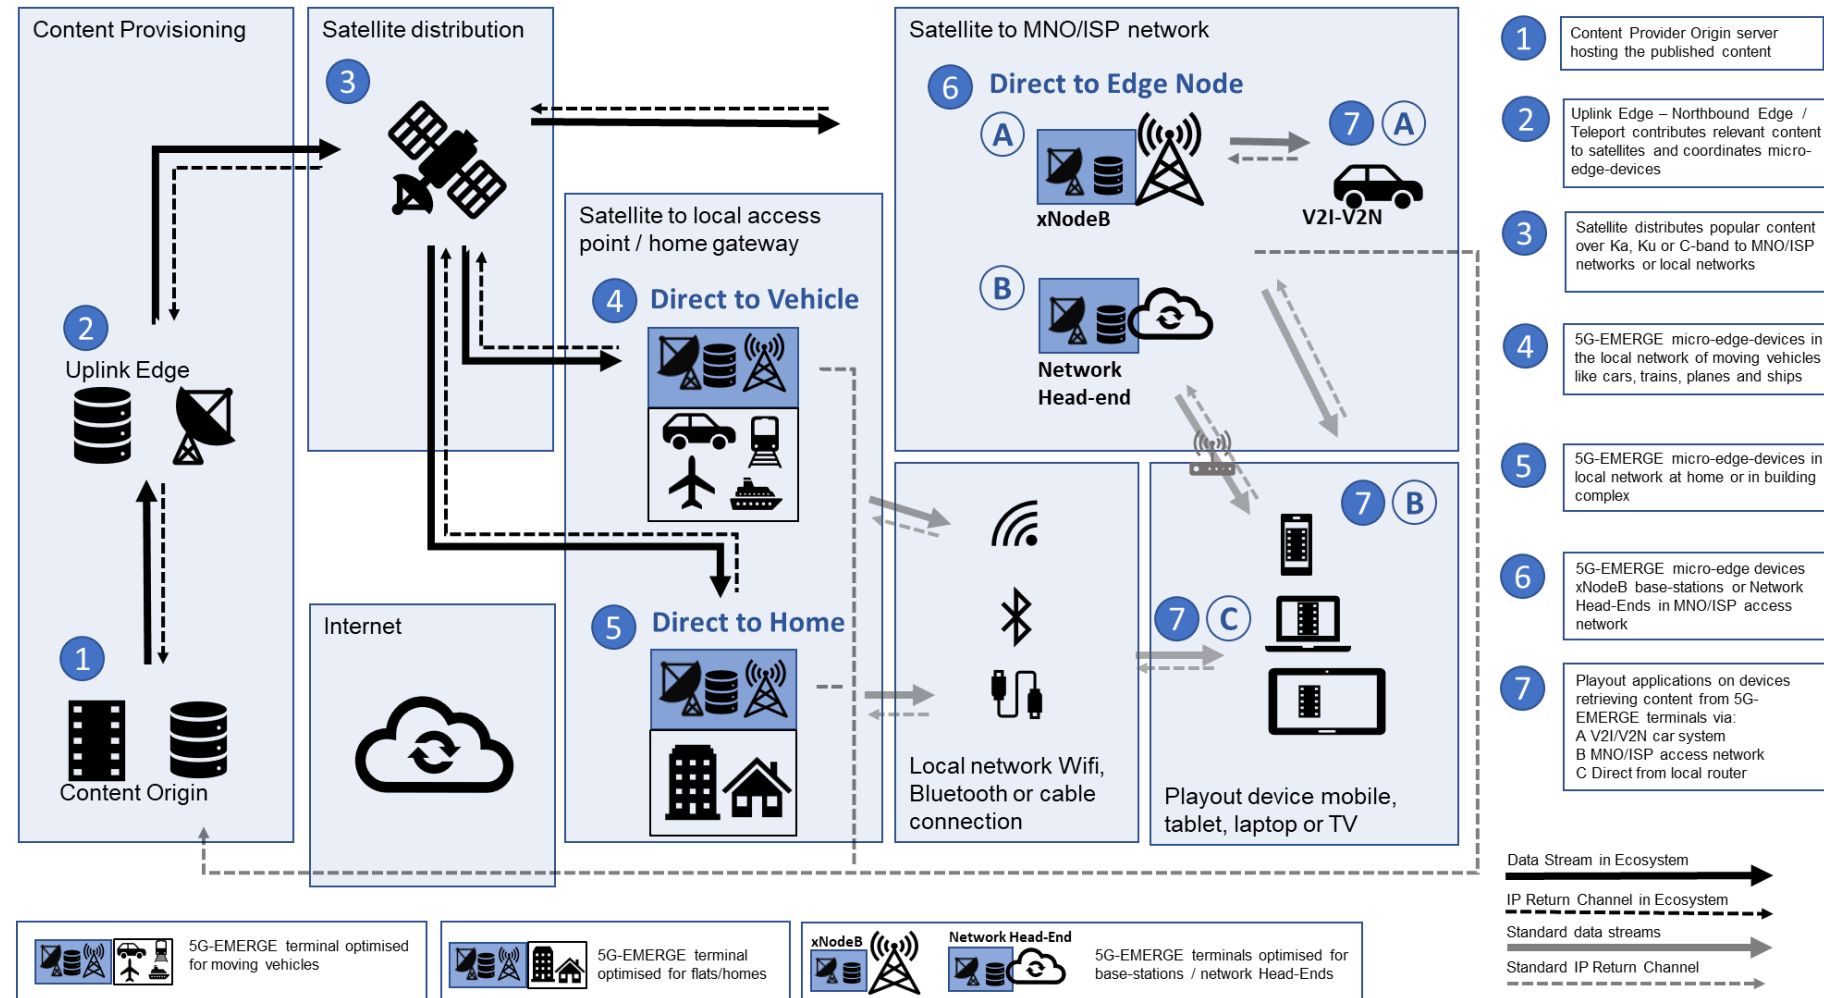 Content Provisioning
2
Uplink Edge
1
Content Origin
Satellite distribution
3
Internet
Satellite to local access
point / home gateway
4 Direct to Vehicle
5 Direct to Home
Satellite to MNO/ISP network
6 Direct to Edge Node
A
xNodeB
7 A
V2I-V2N
B
Network
Head-end
Local network Wifi,
Bluetooth or cable
connection
7 B
7 C
Playout device mobile,
tablet, laptop or TV
1
Content Provider Origin server
hosting the published content
2
Uplink Edge – Northbound Edge /
Teleport contributes relevant content
to satellites and coordinates micro-
edge-devices
3
Satellite distributes popular content
over Ka, Ku or C-band to MNO/ISP
networks or local networks
4
5G-EMERGE micro-edge-devices in
the local network of moving vehicles
like cars, trains, planes and ships
5
5G-EMERGE micro-edge-devices in
local network at home or in building
complex
6
5G-EMERGE micro-edge devices
xNodeB base-stations or Network
Head-Ends in MNO/ISP access
network
7
Playout applications on devices
retrieving content from 5G-
EMERGE terminals via:
A V2I/V2N car system
B MNO/ISP access network
C Direct from local router
Data Stream in Ecosystem
IP Return Channel in Ecosystem
Standard data streams
Standard IP Return Channel
5G-EMERGE terminal optimised
for moving vehicles
5G-EMERGE terminal
optimised for flats/homes
xNodeB
Network Head-End
5G-EMERGE terminals optimised for
base-stations / network Head-Ends